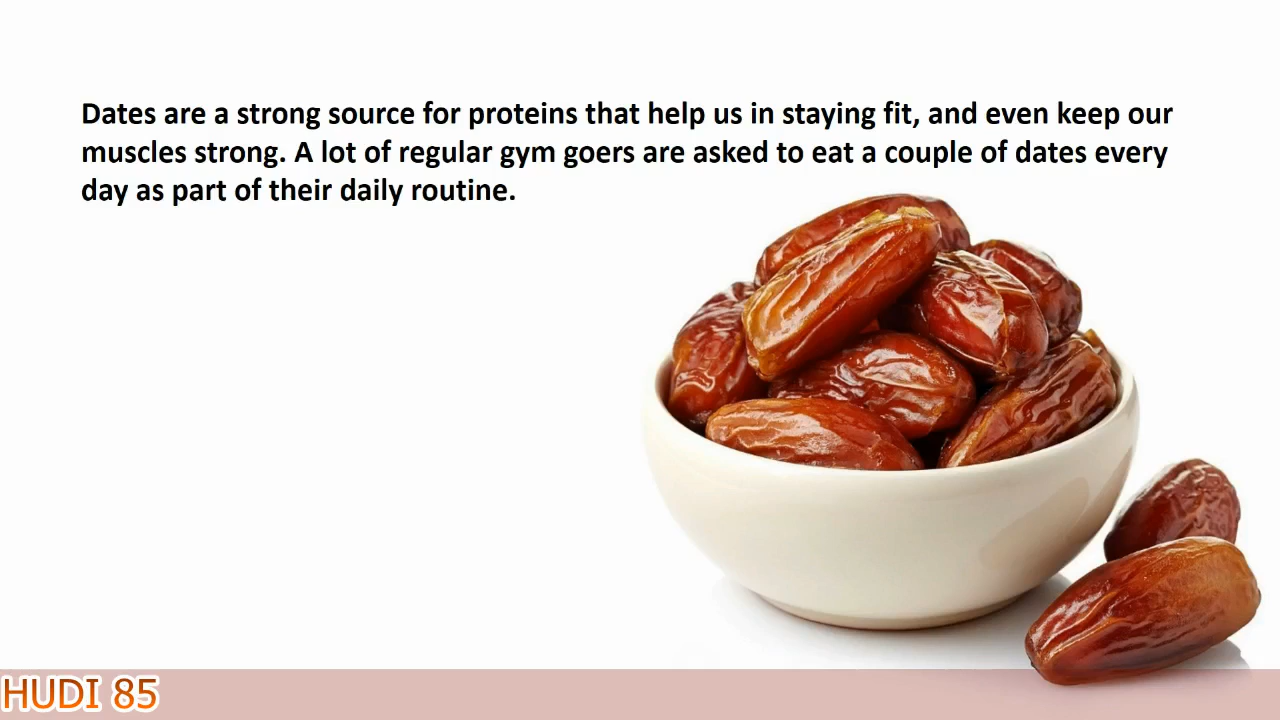 Dates are a strong source for proteins that help us in staying fit, and even keep our
muscles strong. A lot of regular gym goers are asked to eat a couple of dates every
day as part of their daily routine.
HUDI 85